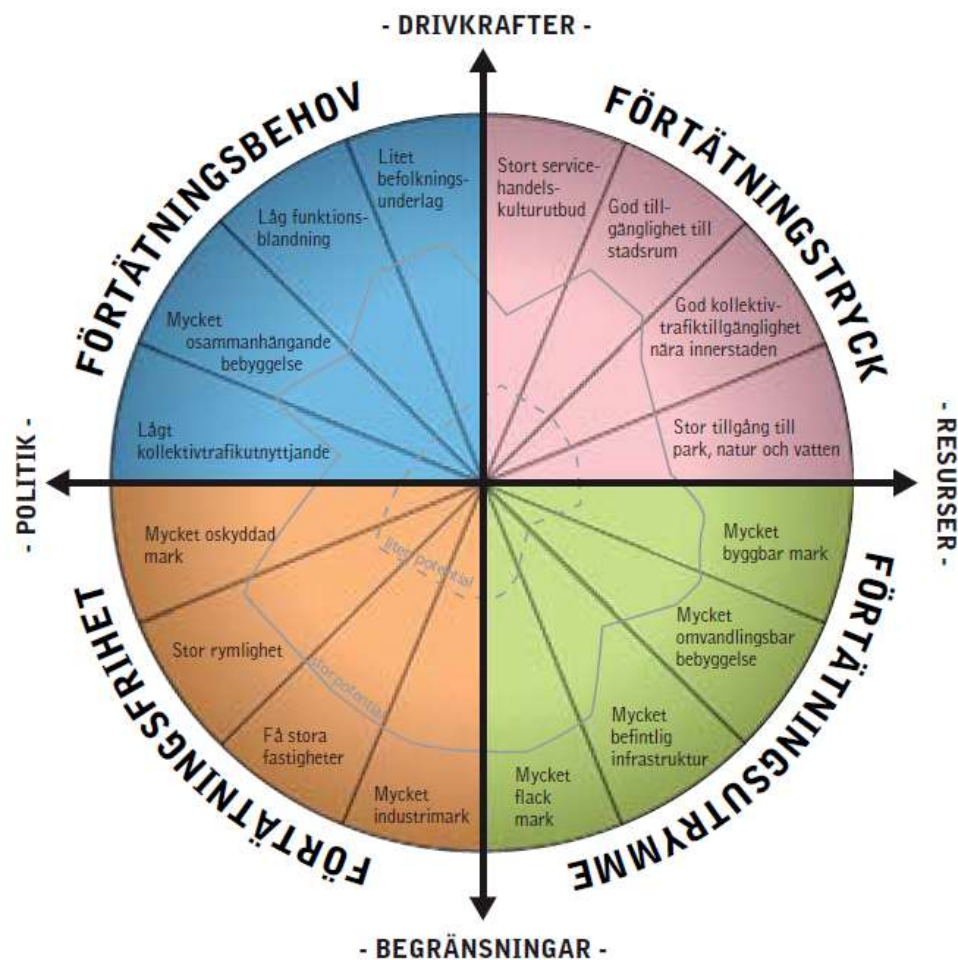 - DRIVKRAFTER -
FÖRTÄTNINGSBEHOV
FÖRTÄTNINGSTRYCK
Litet
befolknings-
underlag
Låg funktions-
blandning
Mycket
osammanhängande
bebyggelse
Lågt
kollektivtrafikutnyttjande
Stort service-
handels-
kulturutbud
God till-
gänglighet till
stadsrum
God kollektiv-
trafiktillgänglighet
nära innerstaden
Stor tillgång till
park, natur och vatten
- POLITIK -
- RESURSER -
Mycket oskyddad
mark
Stor rymlighet
Få stora
fastigheter
Mycket
industrimark
liten potential
stor potential
Mycket
byggbar mark
Mycket
omvandlingsbar
bebyggelse
Mycket
befintlig
infrastruktur
Mycket
flack
mark
FÖRTÄTNINGSFRIHET
FÖRTÄTNINGSUTRYMME
- BEGRÄNSNINGAR -